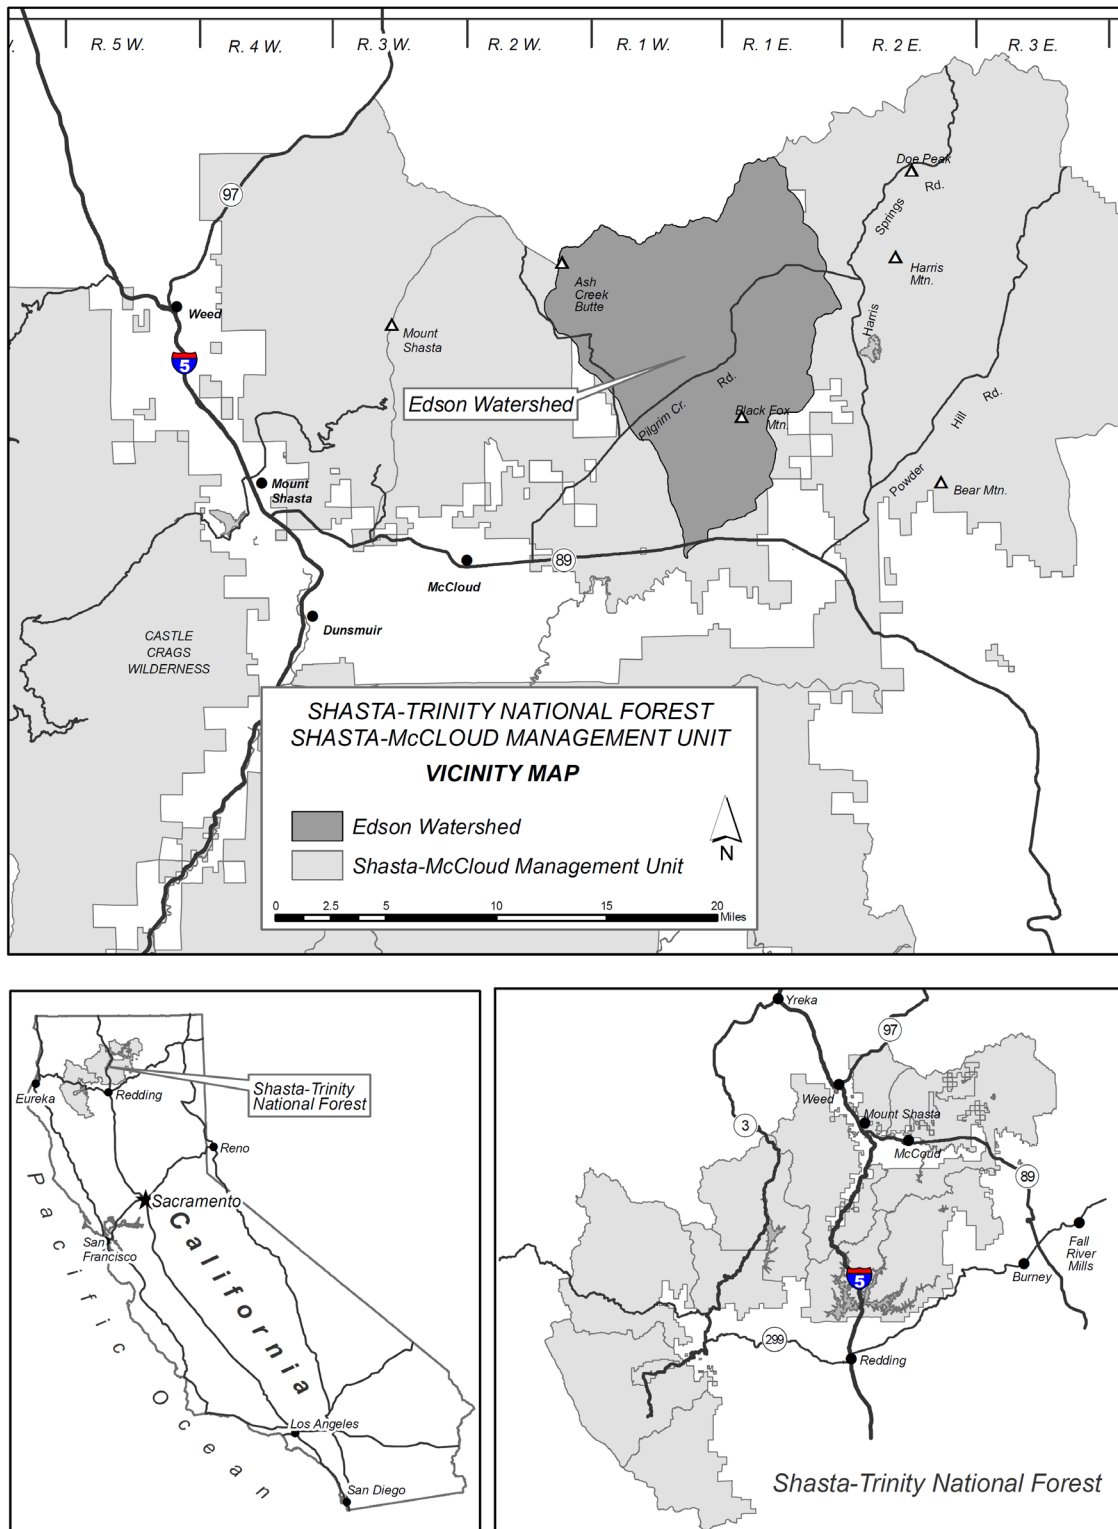 R. 5 W.
R. 4 W.
R. 3 W.
R. 2 W.
R. 1 W.
R. 1 E.
R. 2 E.
R. 3 E.
Doe Peak
Rd.
97
Springs
Ash
Creek
Butte
Harris
Mtn.
Weed
Mount
Shasta
Harris
5
Edson Watershed
Rd.
Pilgrim Cr.
Black Fox
Mtn.
Hill
Rd.
Powder
Bear Mtn.
Mount
Shasta
89
McCloud
Dunsmuir
CASTLE
CRAGS
WILDERNESS
SHASTA-TRINITY NATIONAL FOREST
SHASTA-McCLOUD MANAGEMENT UNIT
VICINITY MAP
Edson Watershed
Shasta-McCloud Management Unit
N
0 2.5 5 10 15 20
Miles
Eureka
Redding
Shasta-Trinity
National Forest
Reno
Sacramento
San
Francisco
California
Pacific Ocean
Los Angeles
San Diego
Yreka
97
Weed
Mount Shasta
3
McCoud
89
Fall
River
Mills
Burney
5
299
Redding
Shasta-Trinity National Forest